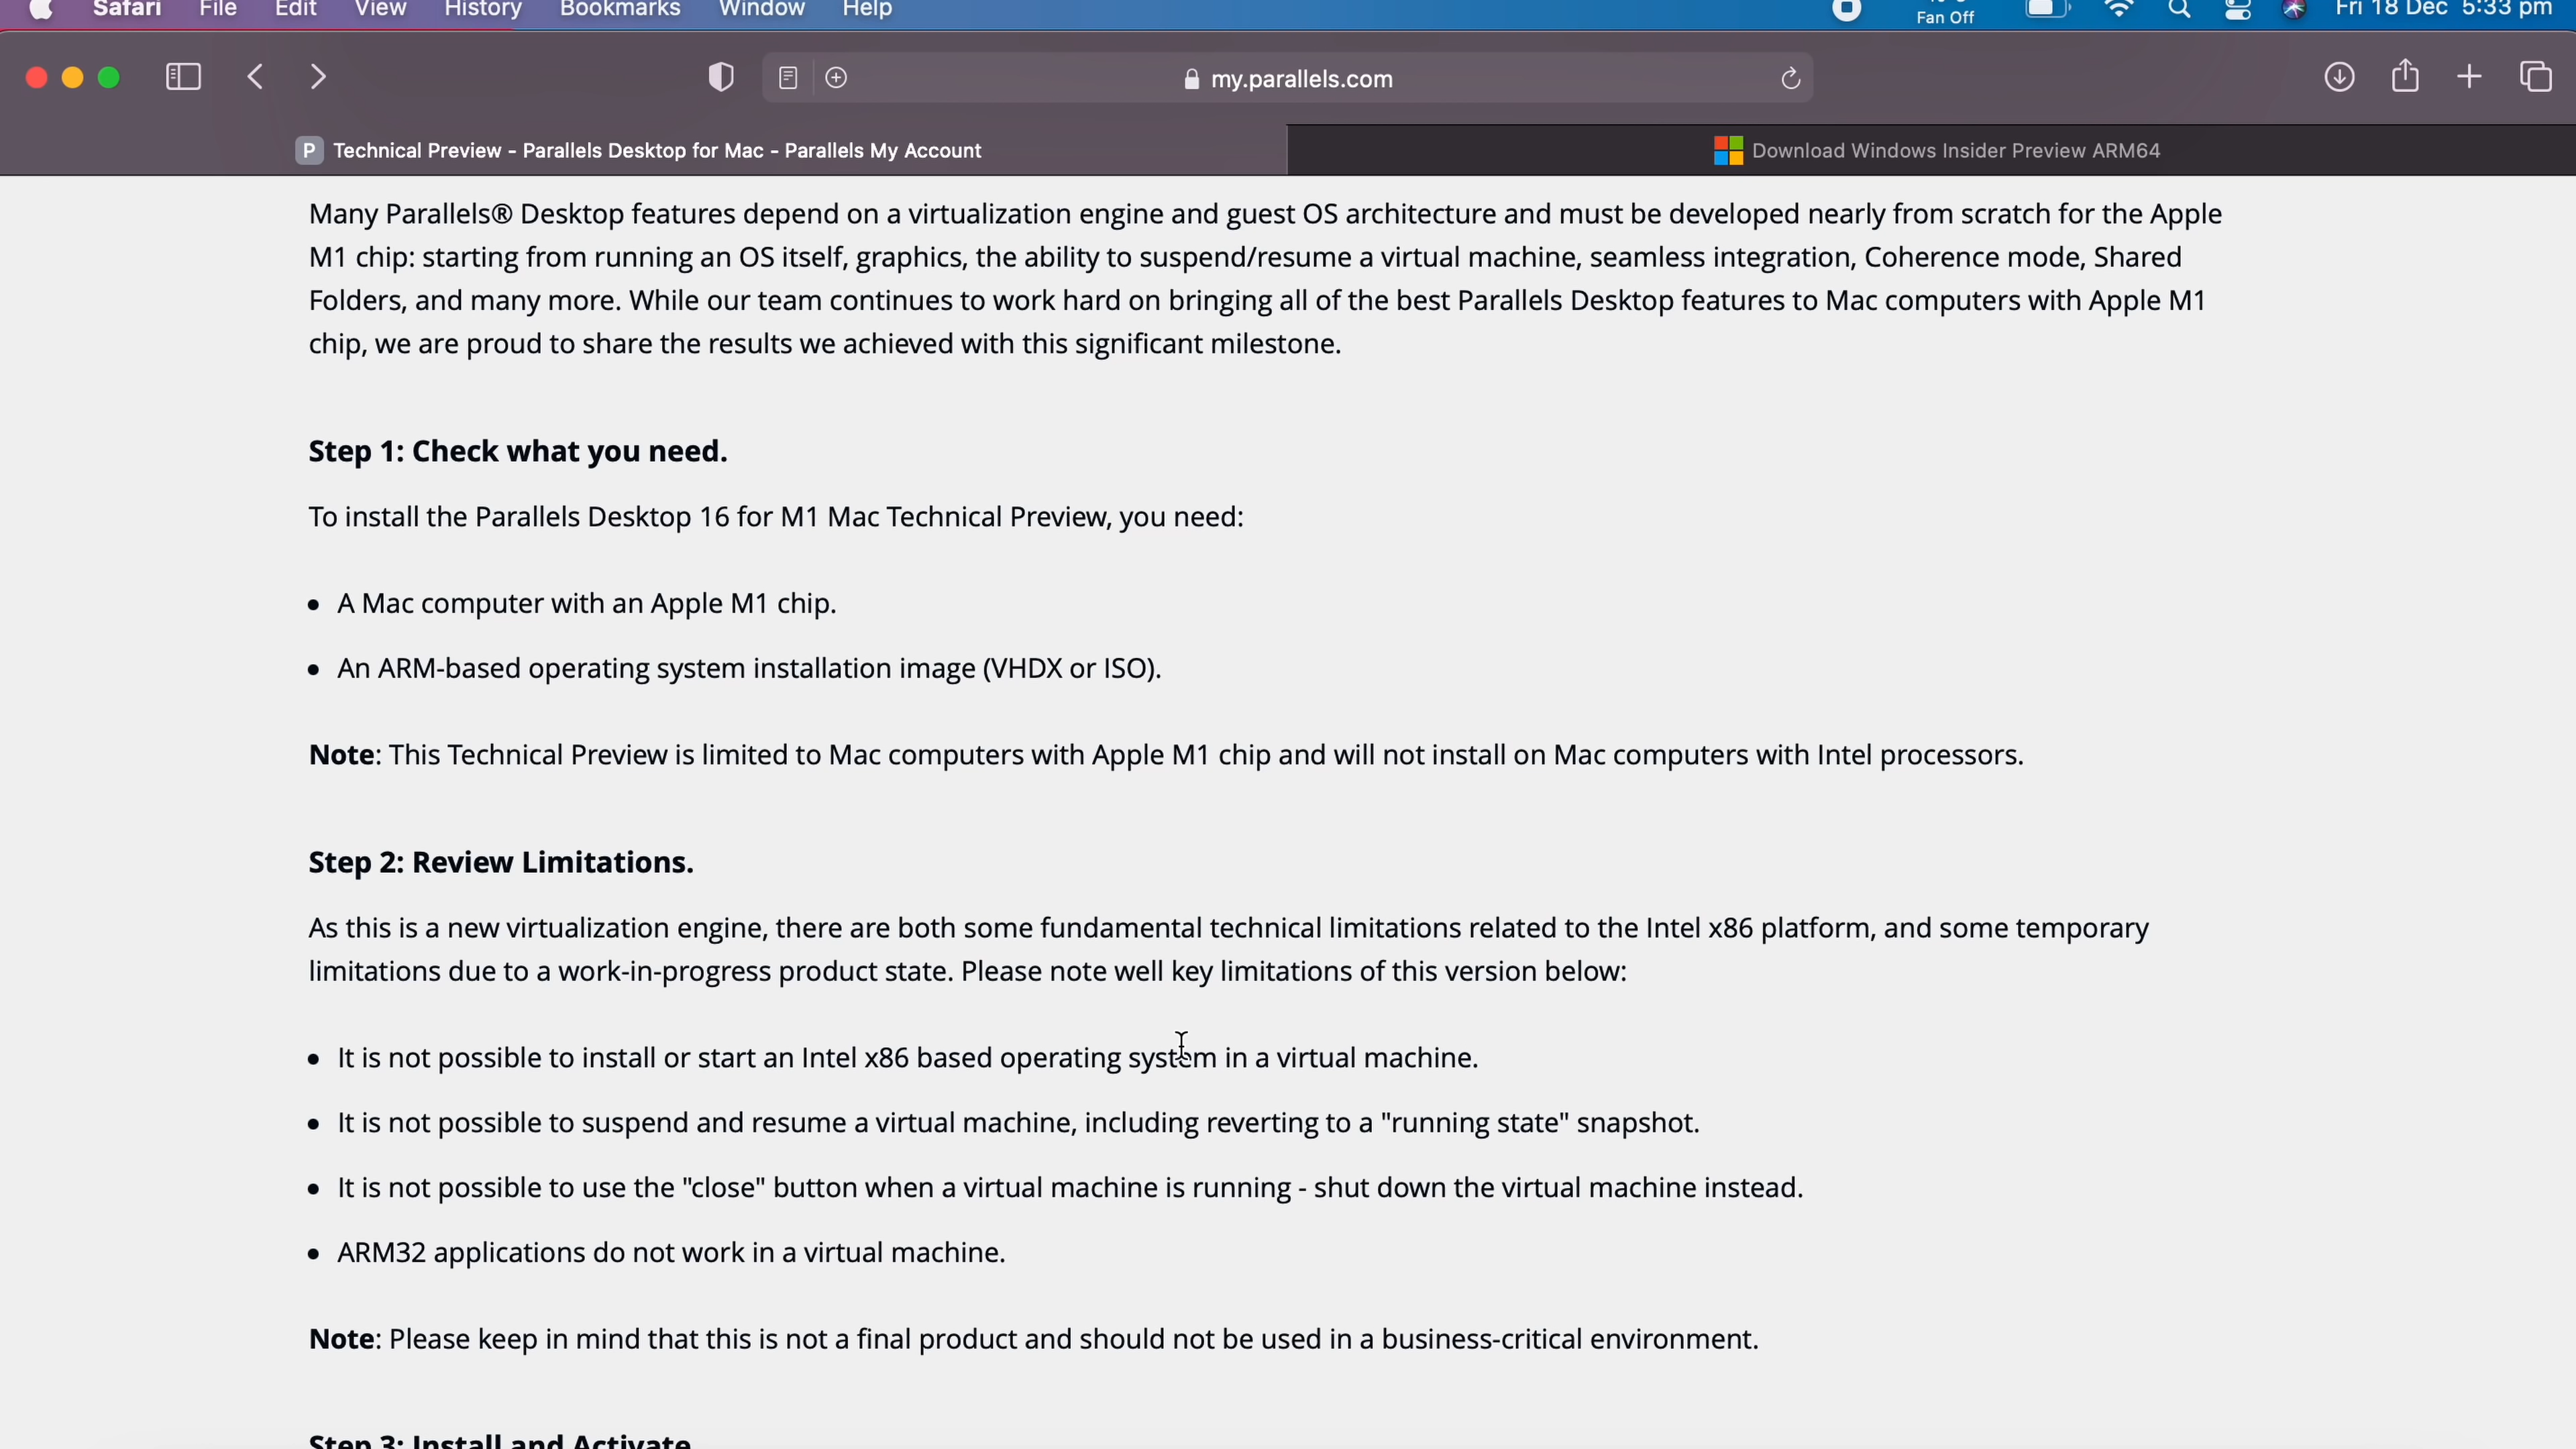 Safari File Edit View History Bookmarks Window Help Fan Off Fri 18 Dec 5:33 pm
my.parallels.com
P Technical Preview - Parallels Desktop for Mac - Parallels My Account Download Windows Insider Preview ARM64
Many Parallels® Desktop features depend on a virtualization engine and guest OS architecture and must be developed nearly from scratch for the Apple
M1 chip: starting from running an OS itself, graphics, the ability to suspend/resume a virtual machine, seamless integration, Coherence mode, Shared
Folders, and many more. While our team continues to work hard on bringing all of the best Parallels Desktop features to Mac computers with Apple M1
chip, we are proud to share the results we achieved with this significant milestone.
Step 1: Check what you need.
To install the Parallels Desktop 16 for M1 Mac Technical Preview, you need:
• A Mac computer with an Apple M1 chip.
• An ARM-based operating system installation image (VHDX or ISO).
Note: This Technical Preview is limited to Mac computers with Apple M1 chip and will not install on Mac computers with Intel processors.
Step 2: Review Limitations.
As this is a new virtualization engine, there are both some fundamental technical limitations related to the Intel x86 platform, and some temporary
limitations due to a work-in-progress product state. Please note well key limitations of this version below:
• It is not possible to install or start an Intel x86 based operating system in a virtual machine.
• It is not possible to suspend and resume a virtual machine, including reverting to a "running state" snapshot.
• It is not possible to use the "close" button when a virtual machine is running - shut down the virtual machine instead.
• ARM32 applications do not work in a virtual machine.
Note: Please keep in mind that this is not a final product and should not be used in a business-critical environment.
Step 3: Install and Activate